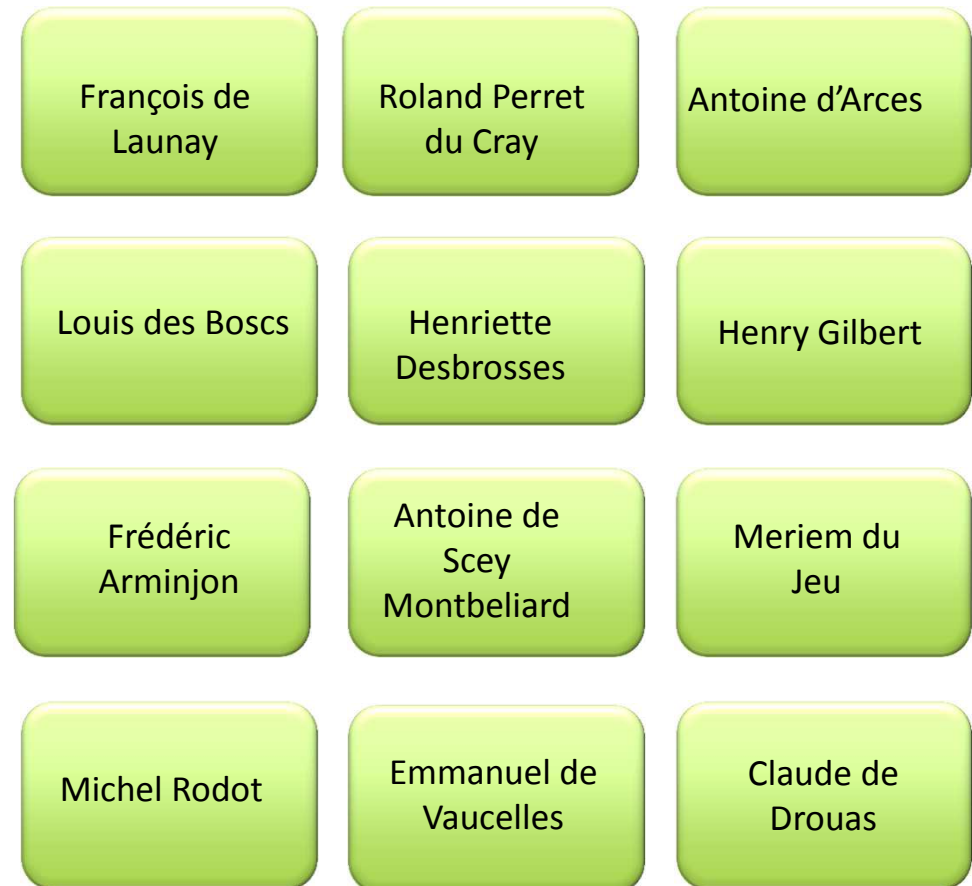 François de
Launay
Roland Perret
du Cray
Antoine d'Arces
Louis des Boscs
Henriette
Desbrosses
Henry Gilbert
Frédéric
Arminjon
Antoine de
Scey
Montbeliard
Meriem du
Jeu
Michel Rodot
Emmanuel de
Vaucelles
Claude de
Drouas